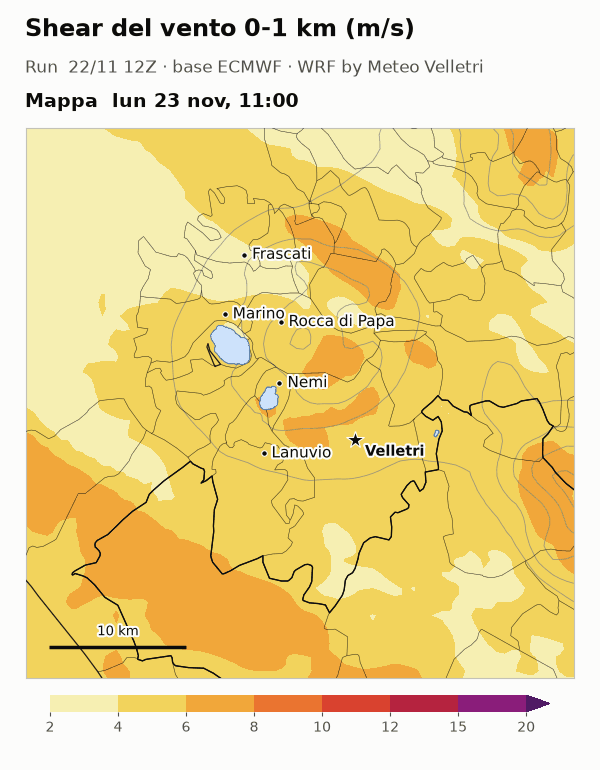 Shear del vento 0-1 km (m/s)
Run  22/11 12Z · base ECMWF · WRF by Meteo Velletri
Mappa  lun 23 nov, 11:00
Frascati
Marino
Rocca di Papa
Nemi
Velletri
Lanuvio
10 km
2 4 6 8 10 12 15 20